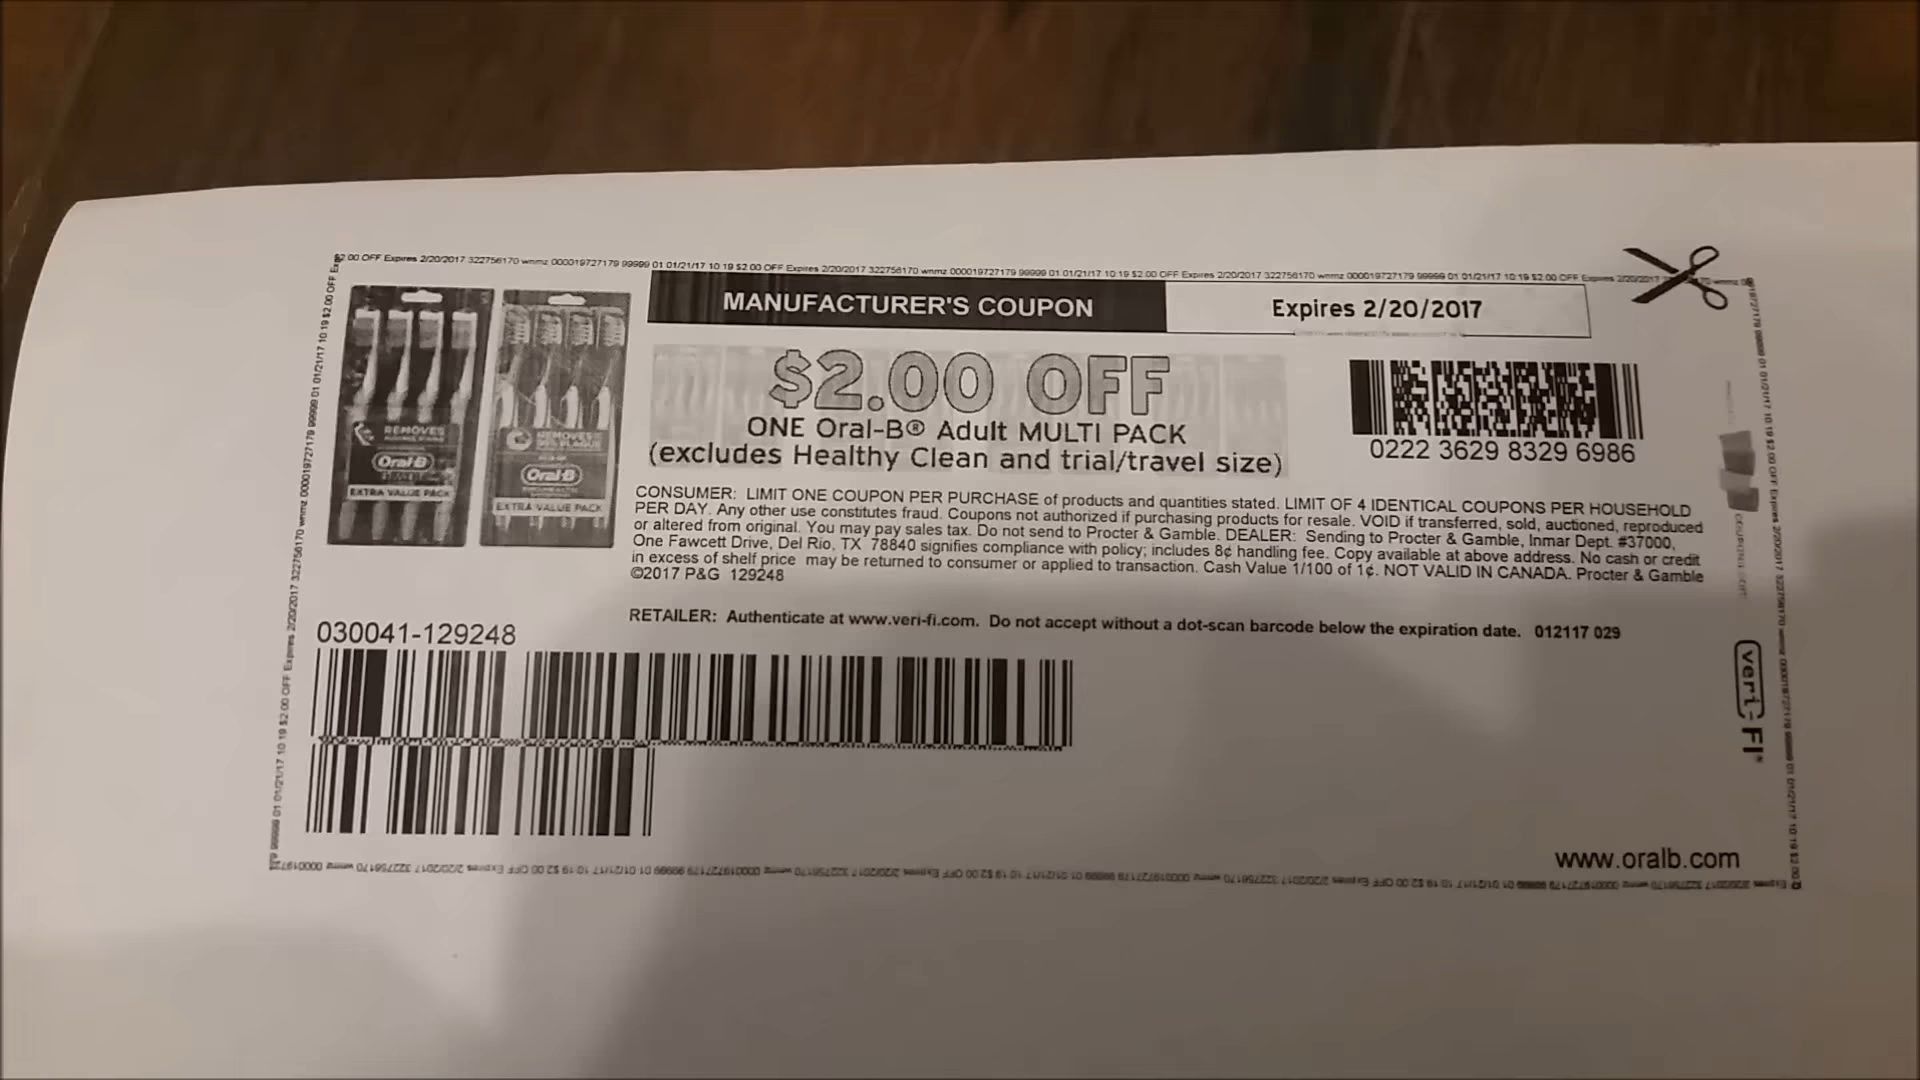 $2.00 OFF Expires 2/20/2017 322756170 wnmz 000019727179 99999 01 01/21/17 10:19 $2.00 OFF Expires 2/20/2017 322756170 wnmz 000019727179 99999 01 01/21/17 10:19 $2.00 OFF Expires 2/20/2017 322756170 wnmz 000019727179 99999 01 01/21/17 10:19 $2.00 OFF Expires 2/20/2017
MANUFACTURER'S COUPON
Expires 2/20/2017
$2.00 OFF
ONE Oral-B® Adult MULTI PACK
(excludes Healthy Clean and trial/travel size)
0222 3629 8329 6986
REMOVES
Oral-B
EXTRA VALUE PACK
REMOVES
Oral-B
EXTRA VALUE PACK
CONSUMER: LIMIT ONE COUPON PER PURCHASE of products and quantities stated. LIMIT OF 4 IDENTICAL COUPONS PER HOUSEHOLD
PER DAY. Any other use constitutes fraud. Coupons not authorized if purchasing products for resale. VOID if transferred, sold, auctioned, reproduced
or altered from original. You may pay sales tax. Do not send to Procter & Gamble. DEALER: Sending to Procter & Gamble, Inmar Dept. #37000,
One Fawcett Drive, Del Rio, TX 78840 signifies compliance with policy; includes 8¢ handling fee. Copy available at above address. No cash or credit
in excess of shelf price may be returned to consumer or applied to transaction. Cash Value 1/100 of 1¢. NOT VALID IN CANADA. Procter & Gamble
©2017 P&G 129248
RETAILER: Authenticate at www.veri-fi.com. Do not accept without a dot-scan barcode below the expiration date. 012117 029
030041-129248
veri-FI
www.oralb.com